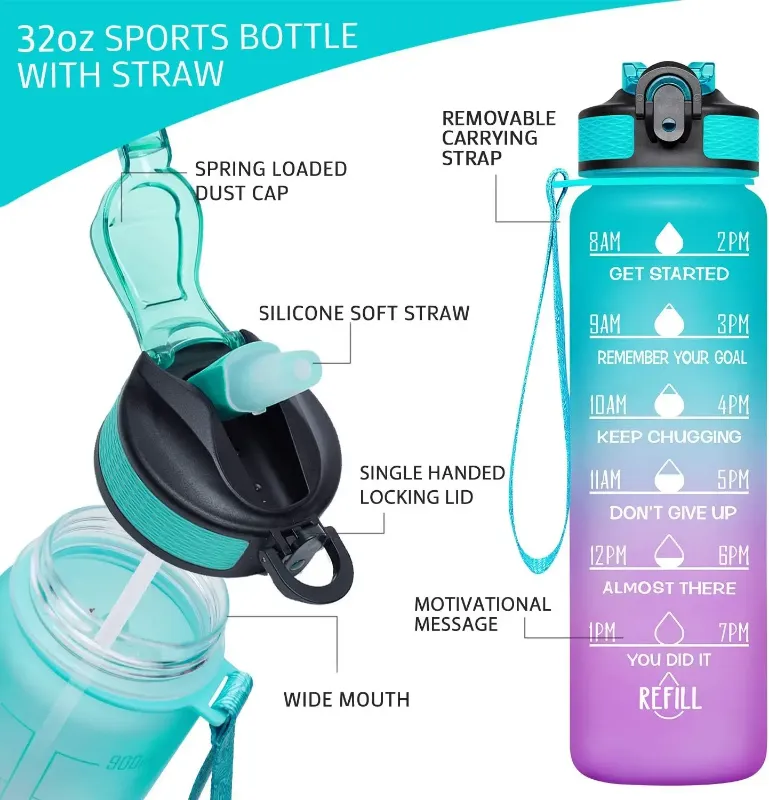 32oz SPORTS BOTTLE
WITH STRAW
SPRING LOADED
DUST CAP
SILICONE SOFT STRAW
SINGLE HANDED
LOCKING LID
WIDE MOUTH
REMOVABLE
CARRYING
STRAP
MOTIVATIONAL
MESSAGE
8AM 2PM
GET STARTED
9AM 3PM
REMEMBER YOUR GOAL
10AM 4PM
KEEP CHUGGING
11AM 5PM
DON'T GIVE UP
12PM 6PM
ALMOST THERE
1PM 7PM
YOU DID IT
REFILL